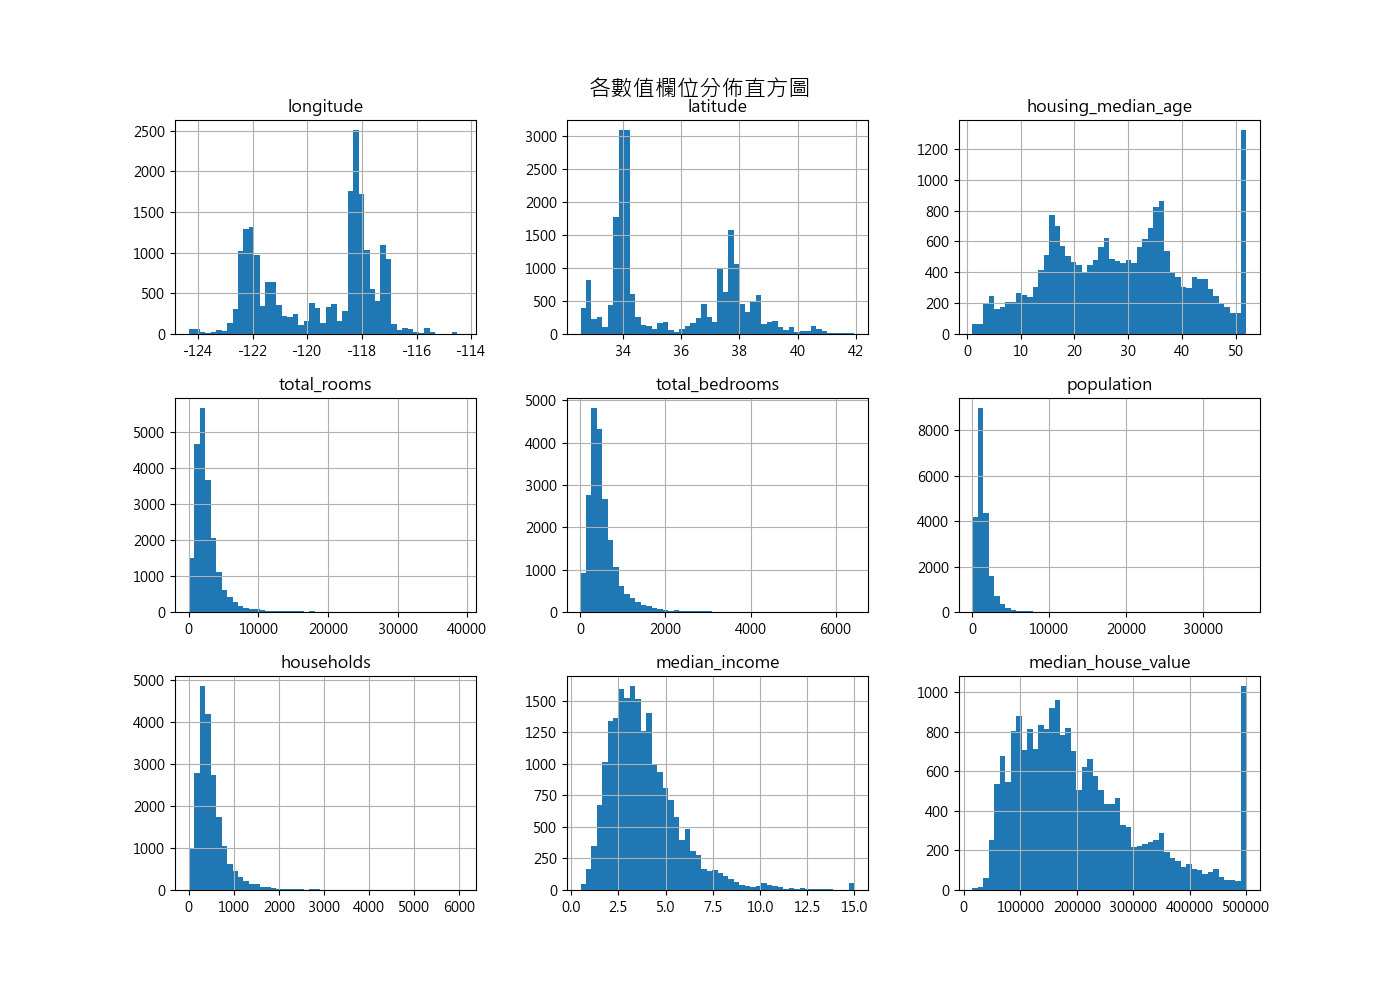 各數值欄位分佈直方圖
longitude
2500
2000
1500
1000
500
0
-124 -122 -120 -118 -116 -114
latitude
3000
2500
2000
1500
1000
500
0
34 36 38 40 42
housing_median_age
1200
1000
800
600
400
200
0
0 10 20 30 40 50
total_rooms
5000
4000
3000
2000
1000
0
0 10000 20000 30000 40000
total_bedrooms
5000
4000
3000
2000
1000
0
0 2000 4000 6000
population
8000
6000
4000
2000
0
0 10000 20000 30000
households
5000
4000
3000
2000
1000
0
0 1000 2000 3000 4000 5000 6000
median_income
1500
1250
1000
750
500
250
0
0.0 2.5 5.0 7.5 10.0 12.5 15.0
median_house_value
1000
800
600
400
200
0
0 100000 200000 300000 400000 500000